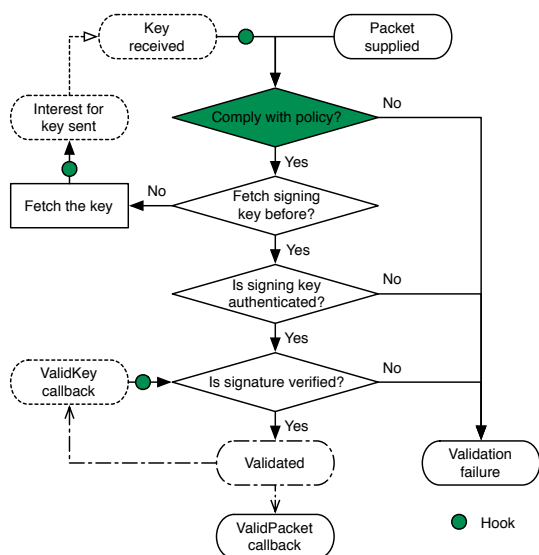 Key
received
Packet
supplied
Comply with policy?
No
Yes
Interest for
key sent
Fetch the key
No
Fetch signing
key before?
Yes
Is signing key
authenticated?
No
Yes
ValidKey
callback
Is signature verified?
No
Yes
Validated
Validation
failure
ValidPacket
callback
Hook